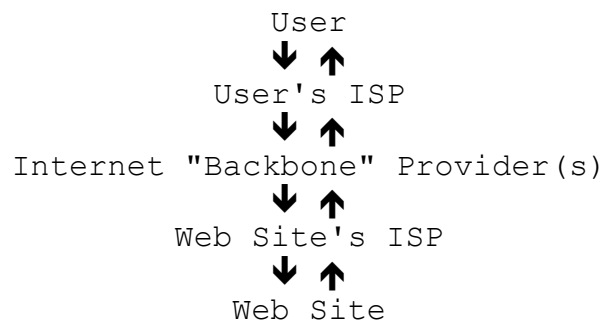 User
🡻 🡹
User's ISP
🡻 🡹
Internet "Backbone" Provider(s)
🡻 🡹
Web Site's ISP
🡻 🡹
Web Site